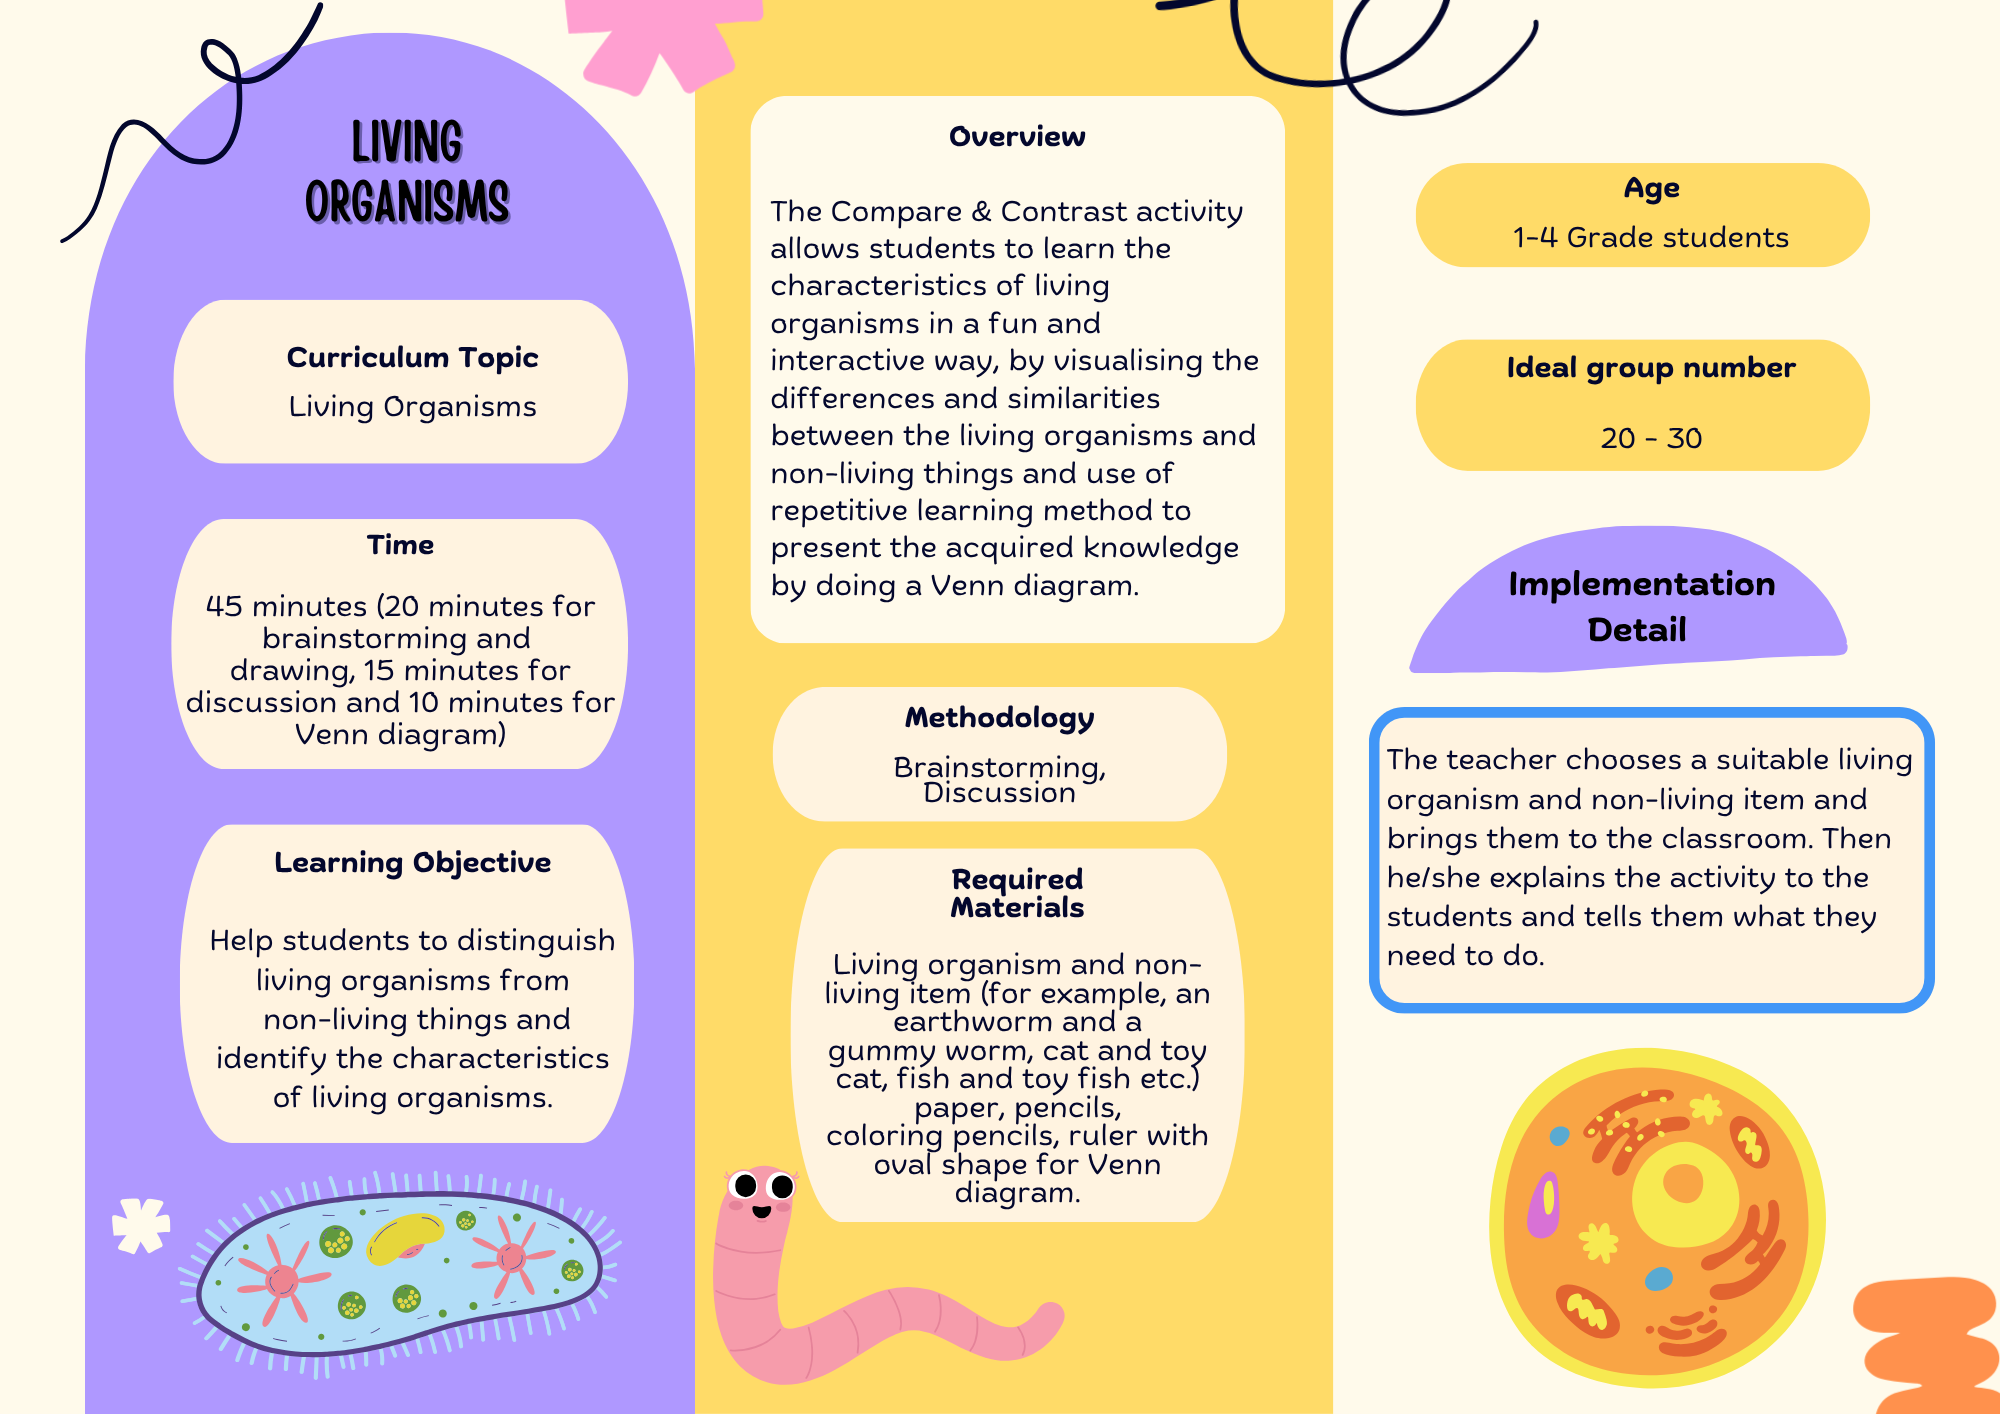 LIVING
ORGANISMS
Curriculum Topic
Living Organisms
Time
45 minutes (20 minutes for
brainstorming and
drawing, 15 minutes for
discussion and 10 minutes for
Venn diagram)
Learning Objective
Help students to distinguish
living organisms from
non-living things and
identify the characteristics
of living organisms.
Overview
The Compare & Contrast activity
allows students to learn the
characteristics of living
organisms in a fun and
interactive way, by visualising the
differences and similarities
between the living organisms and
non-living things and use of
repetitive learning method to
present the acquired knowledge
by doing a Venn diagram.
Methodology
Brainstorming,
Discussion
Required
Materials
Living organism and non-
living item (for example, an
earthworm and a
gummy worm, cat and toy
cat, fish and toy fish etc.)
paper, pencils,
coloring pencils, ruler with
oval shape for Venn
diagram.
Age
1-4 Grade students
Ideal group number
20 - 30
Implementation
Detail
The teacher chooses a suitable living
organism and non-living item and
brings them to the classroom. Then
he/she explains the activity to the
students and tells them what they
need to do.